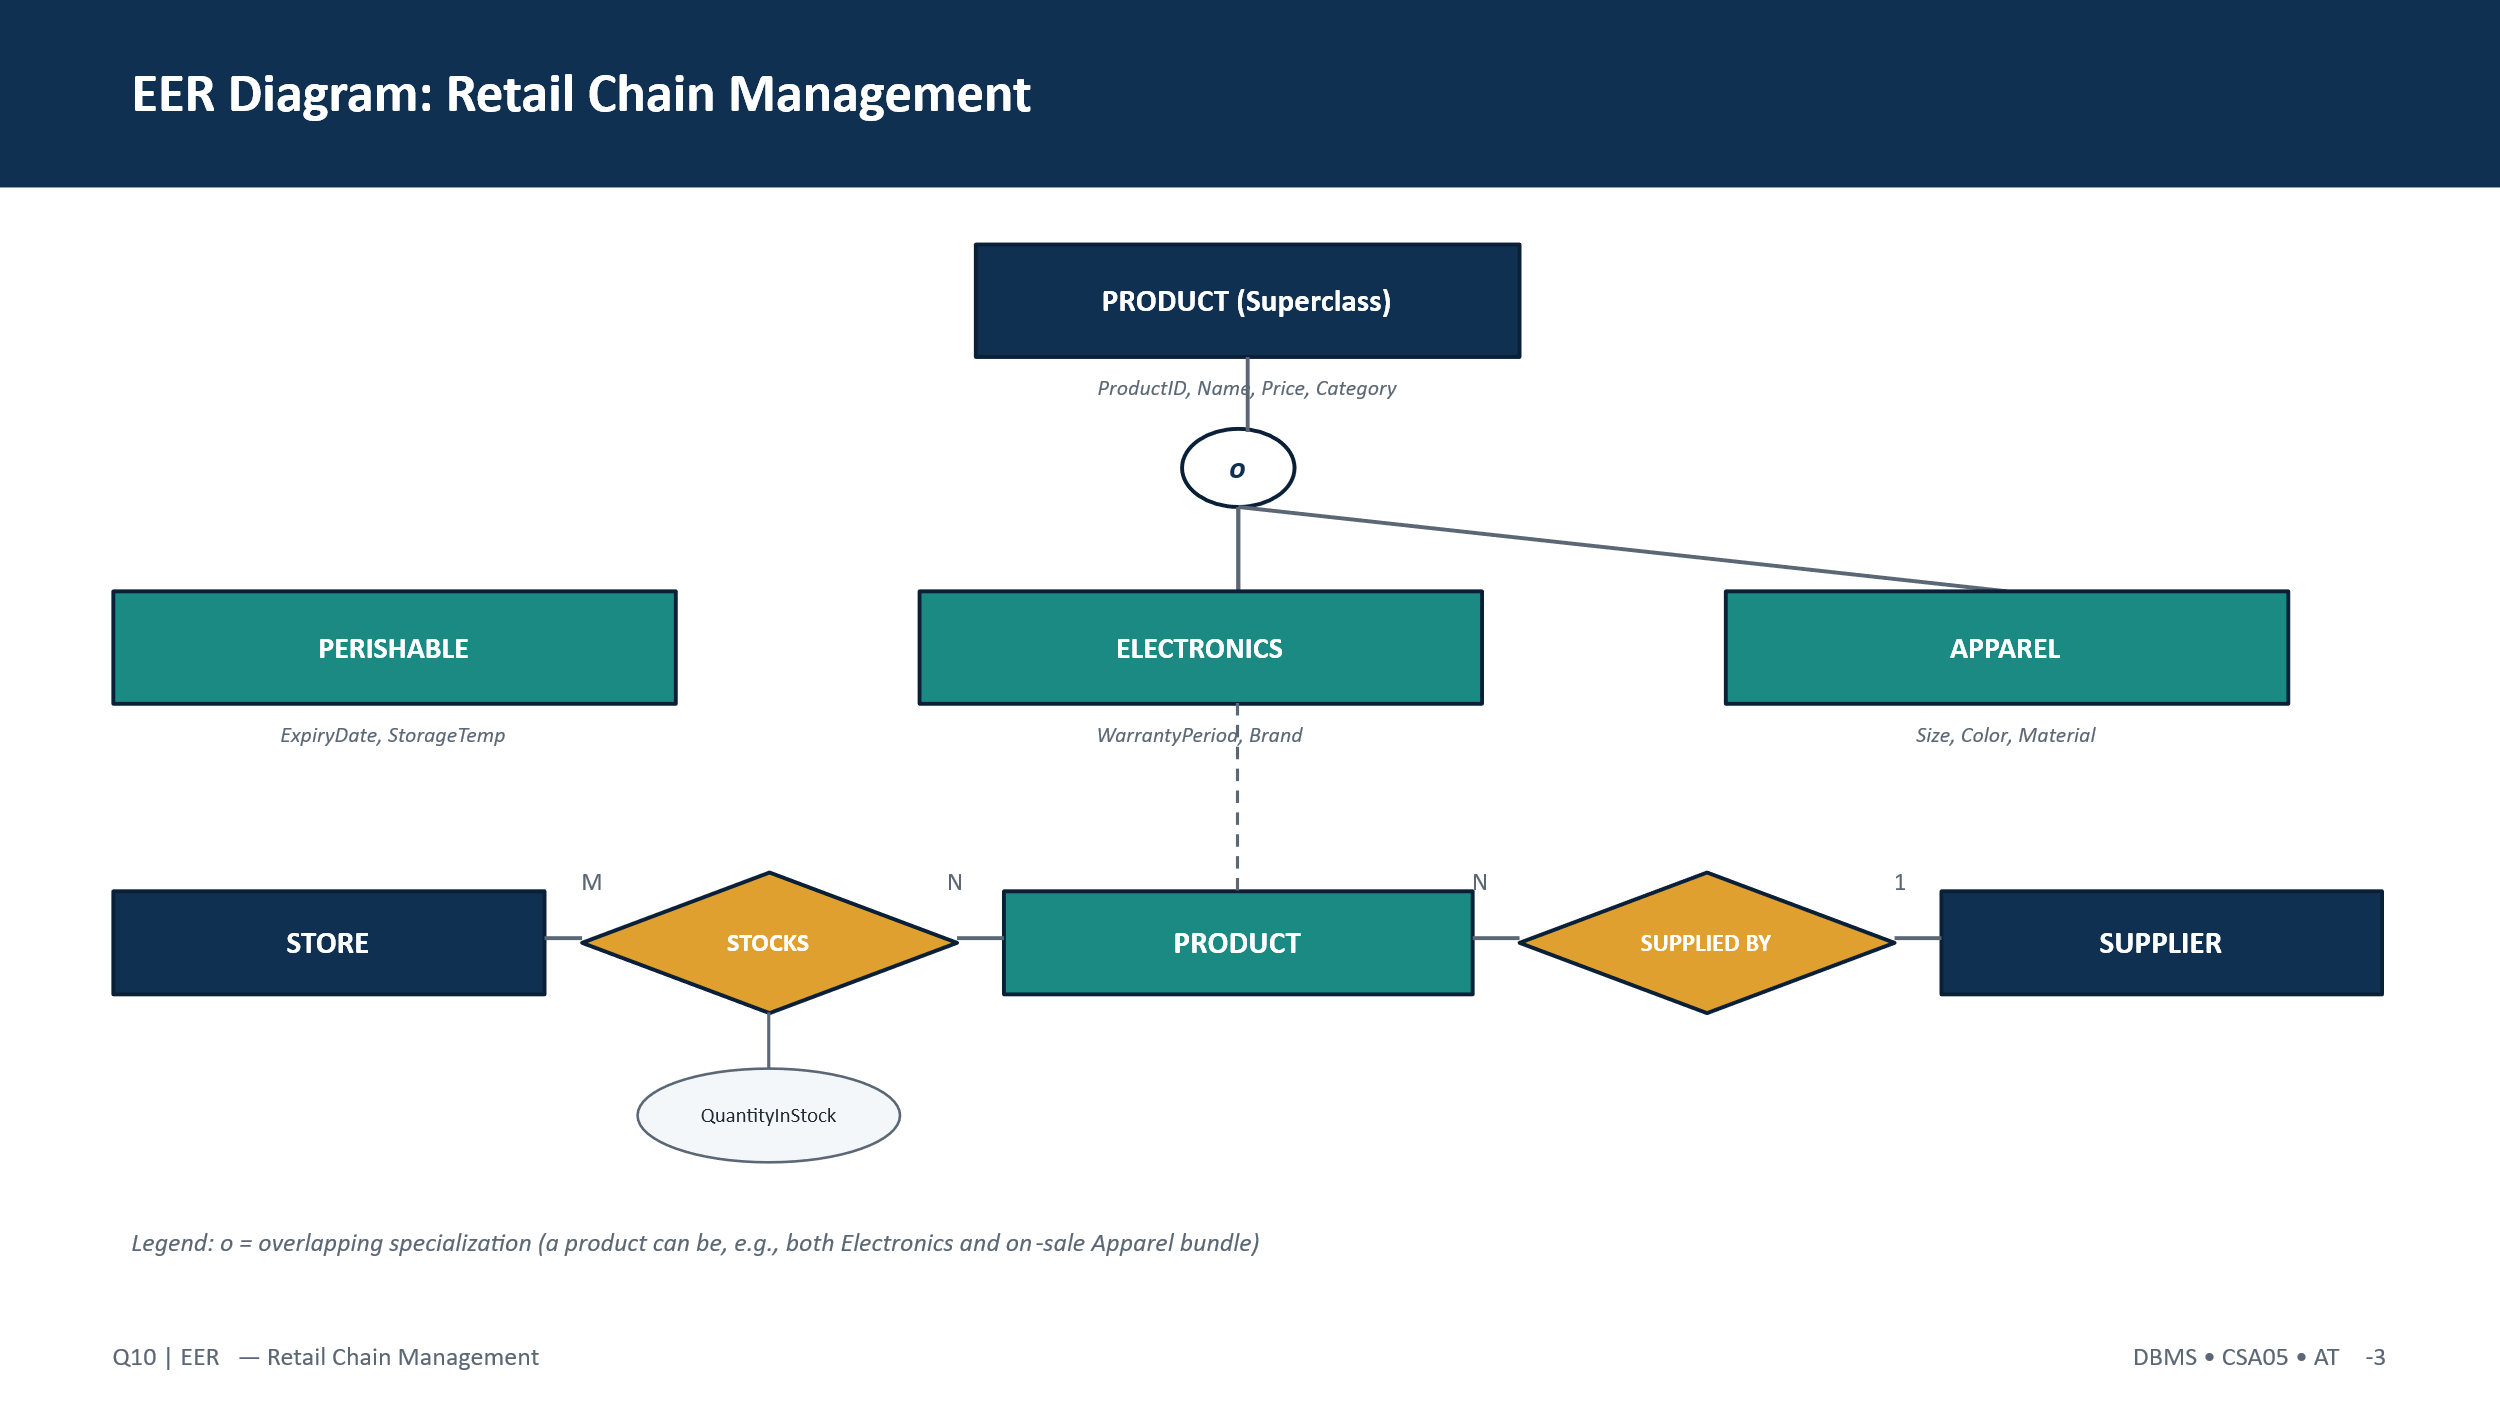 EER Diagram: Retail Chain Management
PRODUCT (Superclass)
ProductID, Name, Price, Category
o
PERISHABLE
ELECTRONICS
APPAREL
ExpiryDate, StorageTemp
WarrantyPeriod, Brand
Size, Color, Material
M
N
N
1
STORE
STOCKS
PRODUCT
SUPPLIED BY
SUPPLIER
QuantityInStock
Legend: o = overlapping specialization (a product can be, e.g., both Electronics and on-sale Apparel bundle)
Q10 | EER — Retail Chain Management
DBMS • CSA05 • AT -3